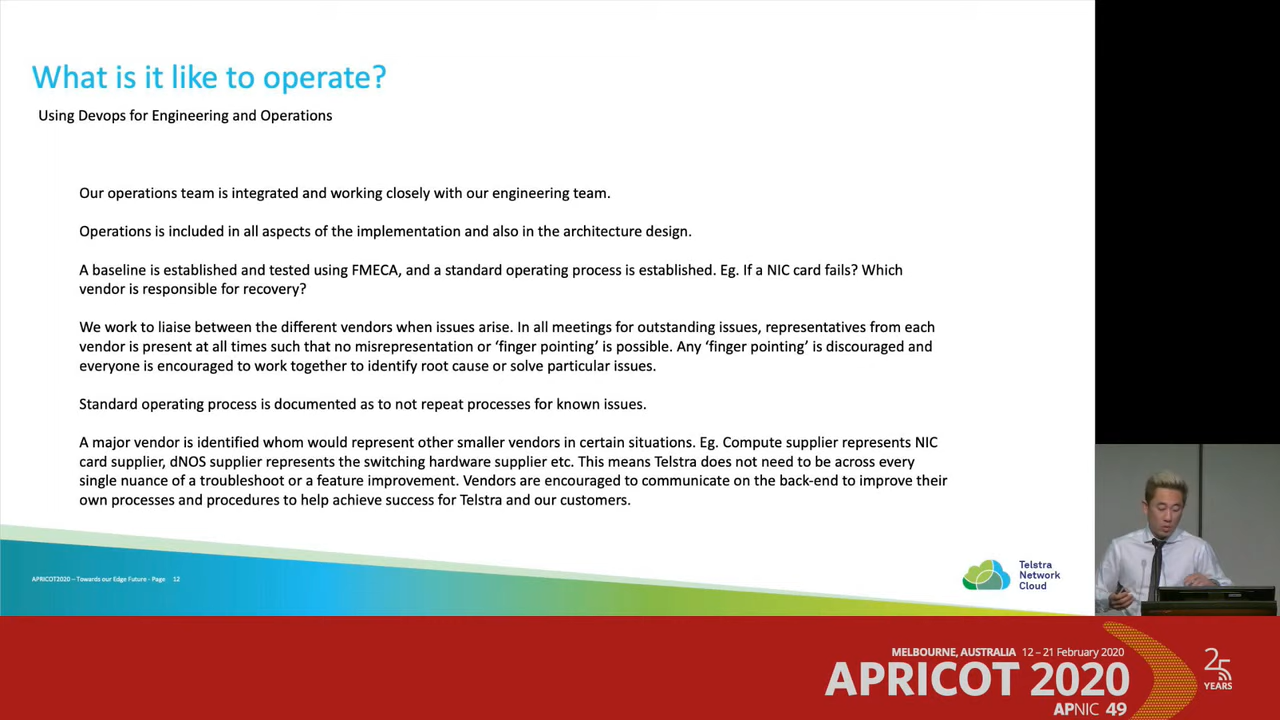 What is it like to operate?
Using Devops for Engineering and Operations
Our operations team is integrated and working closely with our engineering team.
Operations is included in all aspects of the implementation and also in the architecture design.
A baseline is established and tested using FMECA, and a standard operating process is established. Eg. If a NIC card fails? Which
vendor is responsible for recovery?
We work to liaise between the different vendors when issues arise. In all meetings for outstanding issues, representatives from each
vendor is present at all times such that no misrepresentation or ‘finger pointing’ is possible. Any ‘finger pointing’ is discouraged and
everyone is encouraged to work together to identify root cause or solve particular issues.
Standard operating process is documented as to not repeat processes for known issues.
A major vendor is identified whom would represent other smaller vendors in certain situations. Eg. Compute supplier represents NIC
card supplier, dNOS supplier represents the switching hardware supplier etc. This means Telstra does not need to be across every
single nuance of a troubleshoot or a feature improvement. Vendors are encouraged to communicate on the back-end to improve their
own processes and procedures to help achieve success for Telstra and our customers.
APRICOT2020 – Towards our Edge Future - Page 12
Telstra
Network
Cloud
MELBOURNE, AUSTRALIA 12 – 21 February 2020
APRICOT 2020
APNIC 49
25
YEARS